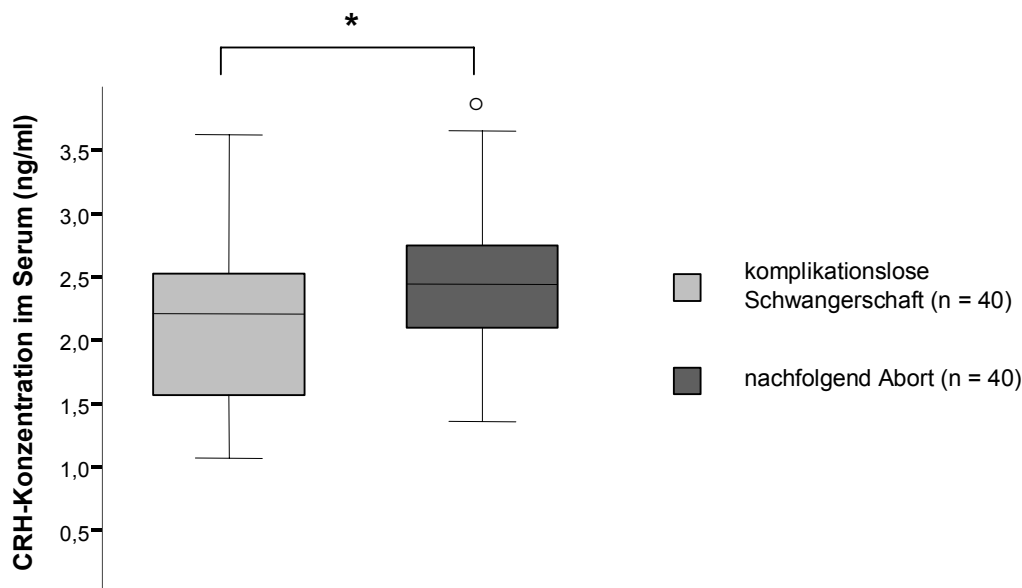 *
CRH-Konzentration im Serum (ng/ml)
3,5
3,0
2,5
2,0
1,5
1,0
0,5
komplikationslose
Schwangerschaft (n = 40)
nachfolgend Abort (n = 40)